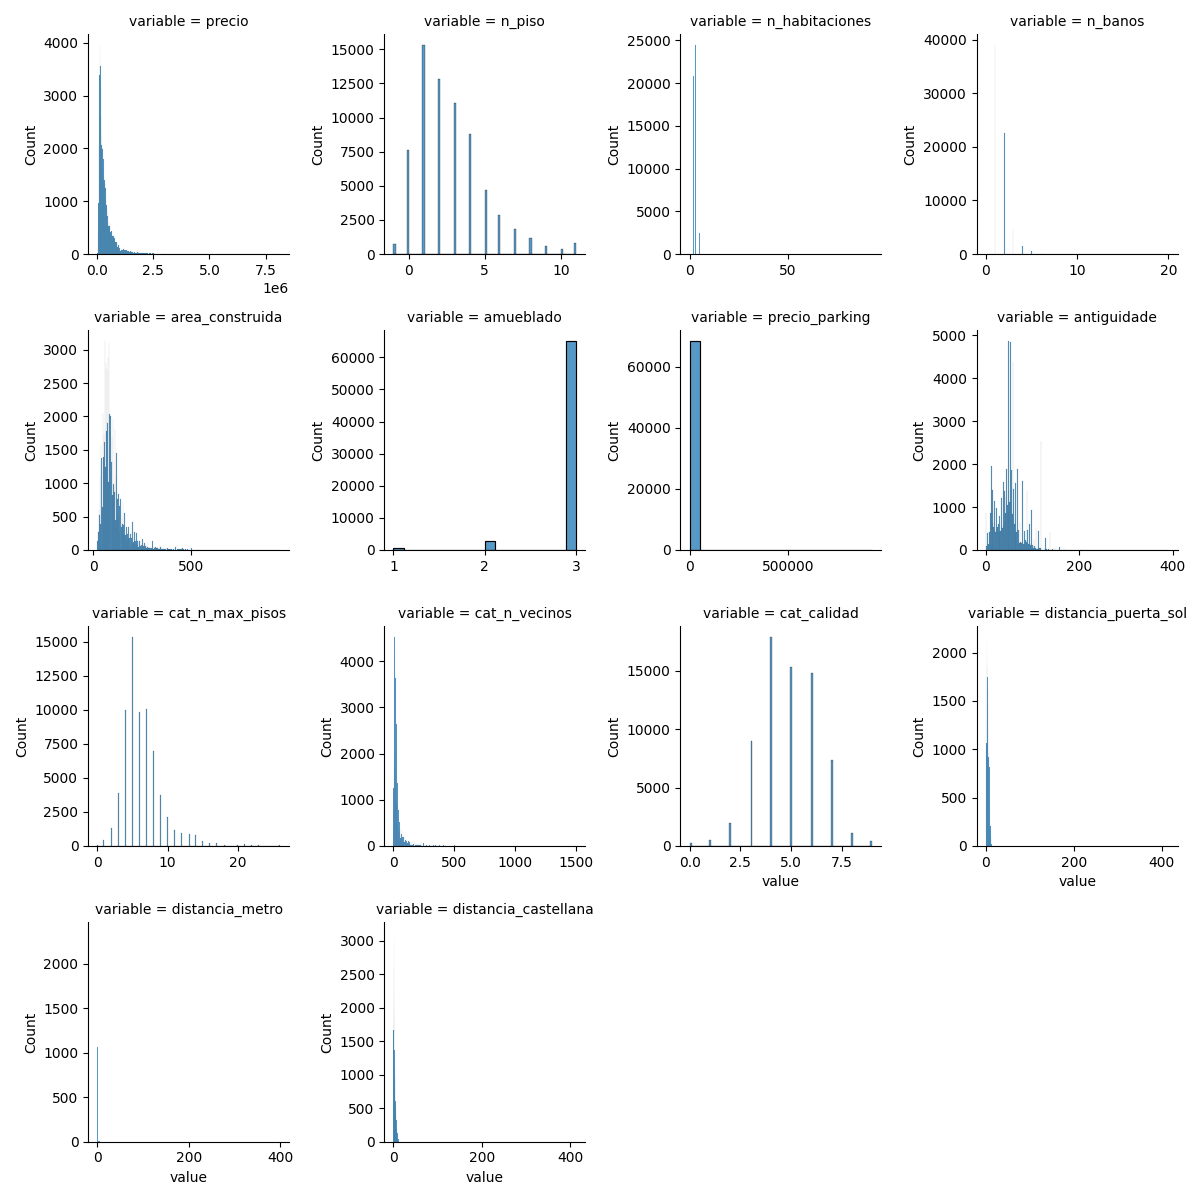 variable = precio
variable = n_piso
variable = n_habitaciones
variable = n_banos
4000
3000
2000
1000
0
Count
0.0 2.5 5.0 7.5
1e6
15000
12500
10000
7500
5000
2500
0
Count
0 5 10
25000
20000
15000
10000
5000
0
Count
0 50
40000
30000
20000
10000
0
Count
0 10 20
variable = area_construida
variable = amueblado
variable = precio_parking
variable = antiguidade
3000
2500
2000
1500
1000
500
0
Count
0 500
60000
50000
40000
30000
20000
10000
0
Count
1 2 3
60000
40000
20000
0
Count
0 500000
5000
4000
3000
2000
1000
0
Count
0 200 400
variable = cat_n_max_pisos
variable = cat_n_vecinos
variable = cat_calidad
variable = distancia_puerta_sol
15000
12500
10000
7500
5000
2500
0
Count
0 10 20
4000
3000
2000
1000
0
Count
0 500 1000 1500
15000
10000
5000
0
Count
0.0 2.5 5.0 7.5
value
2000
1500
1000
500
0
Count
0 200 400
value
variable = distancia_metro
variable = distancia_castellana
2000
1500
1000
500
0
Count
0 200 400
value
3000
2500
2000
1500
1000
500
0
Count
0 200 400
value